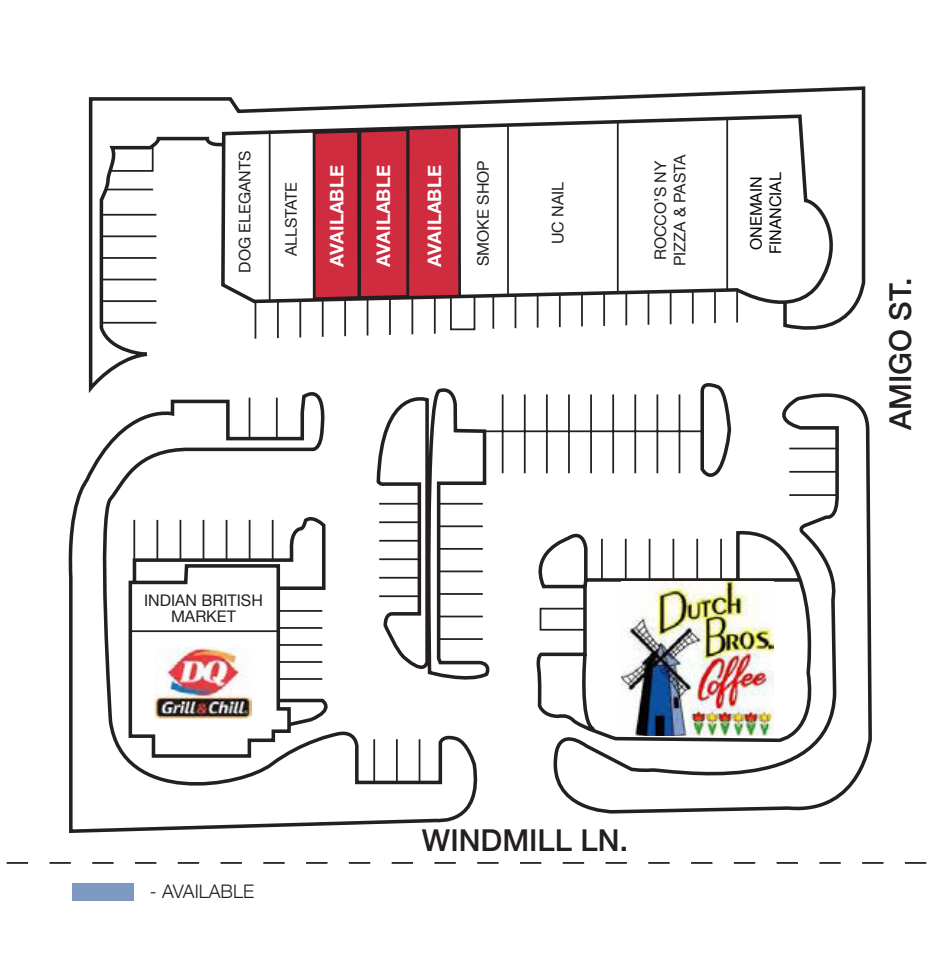 DOG ELEGANTS
ALLSTATE
AVAILABLE
AVAILABLE
AVAILABLE
SMOKE SHOP
UC NAIL
ROCCO'S NY
PIZZA & PASTA
ONEMAIN
FINANCIAL
AMIGO ST.
INDIAN BRITISH
MARKET
DQ
Grill & Chill
DUTCH
BROS.
Coffee
WINDMILL LN.
- AVAILABLE